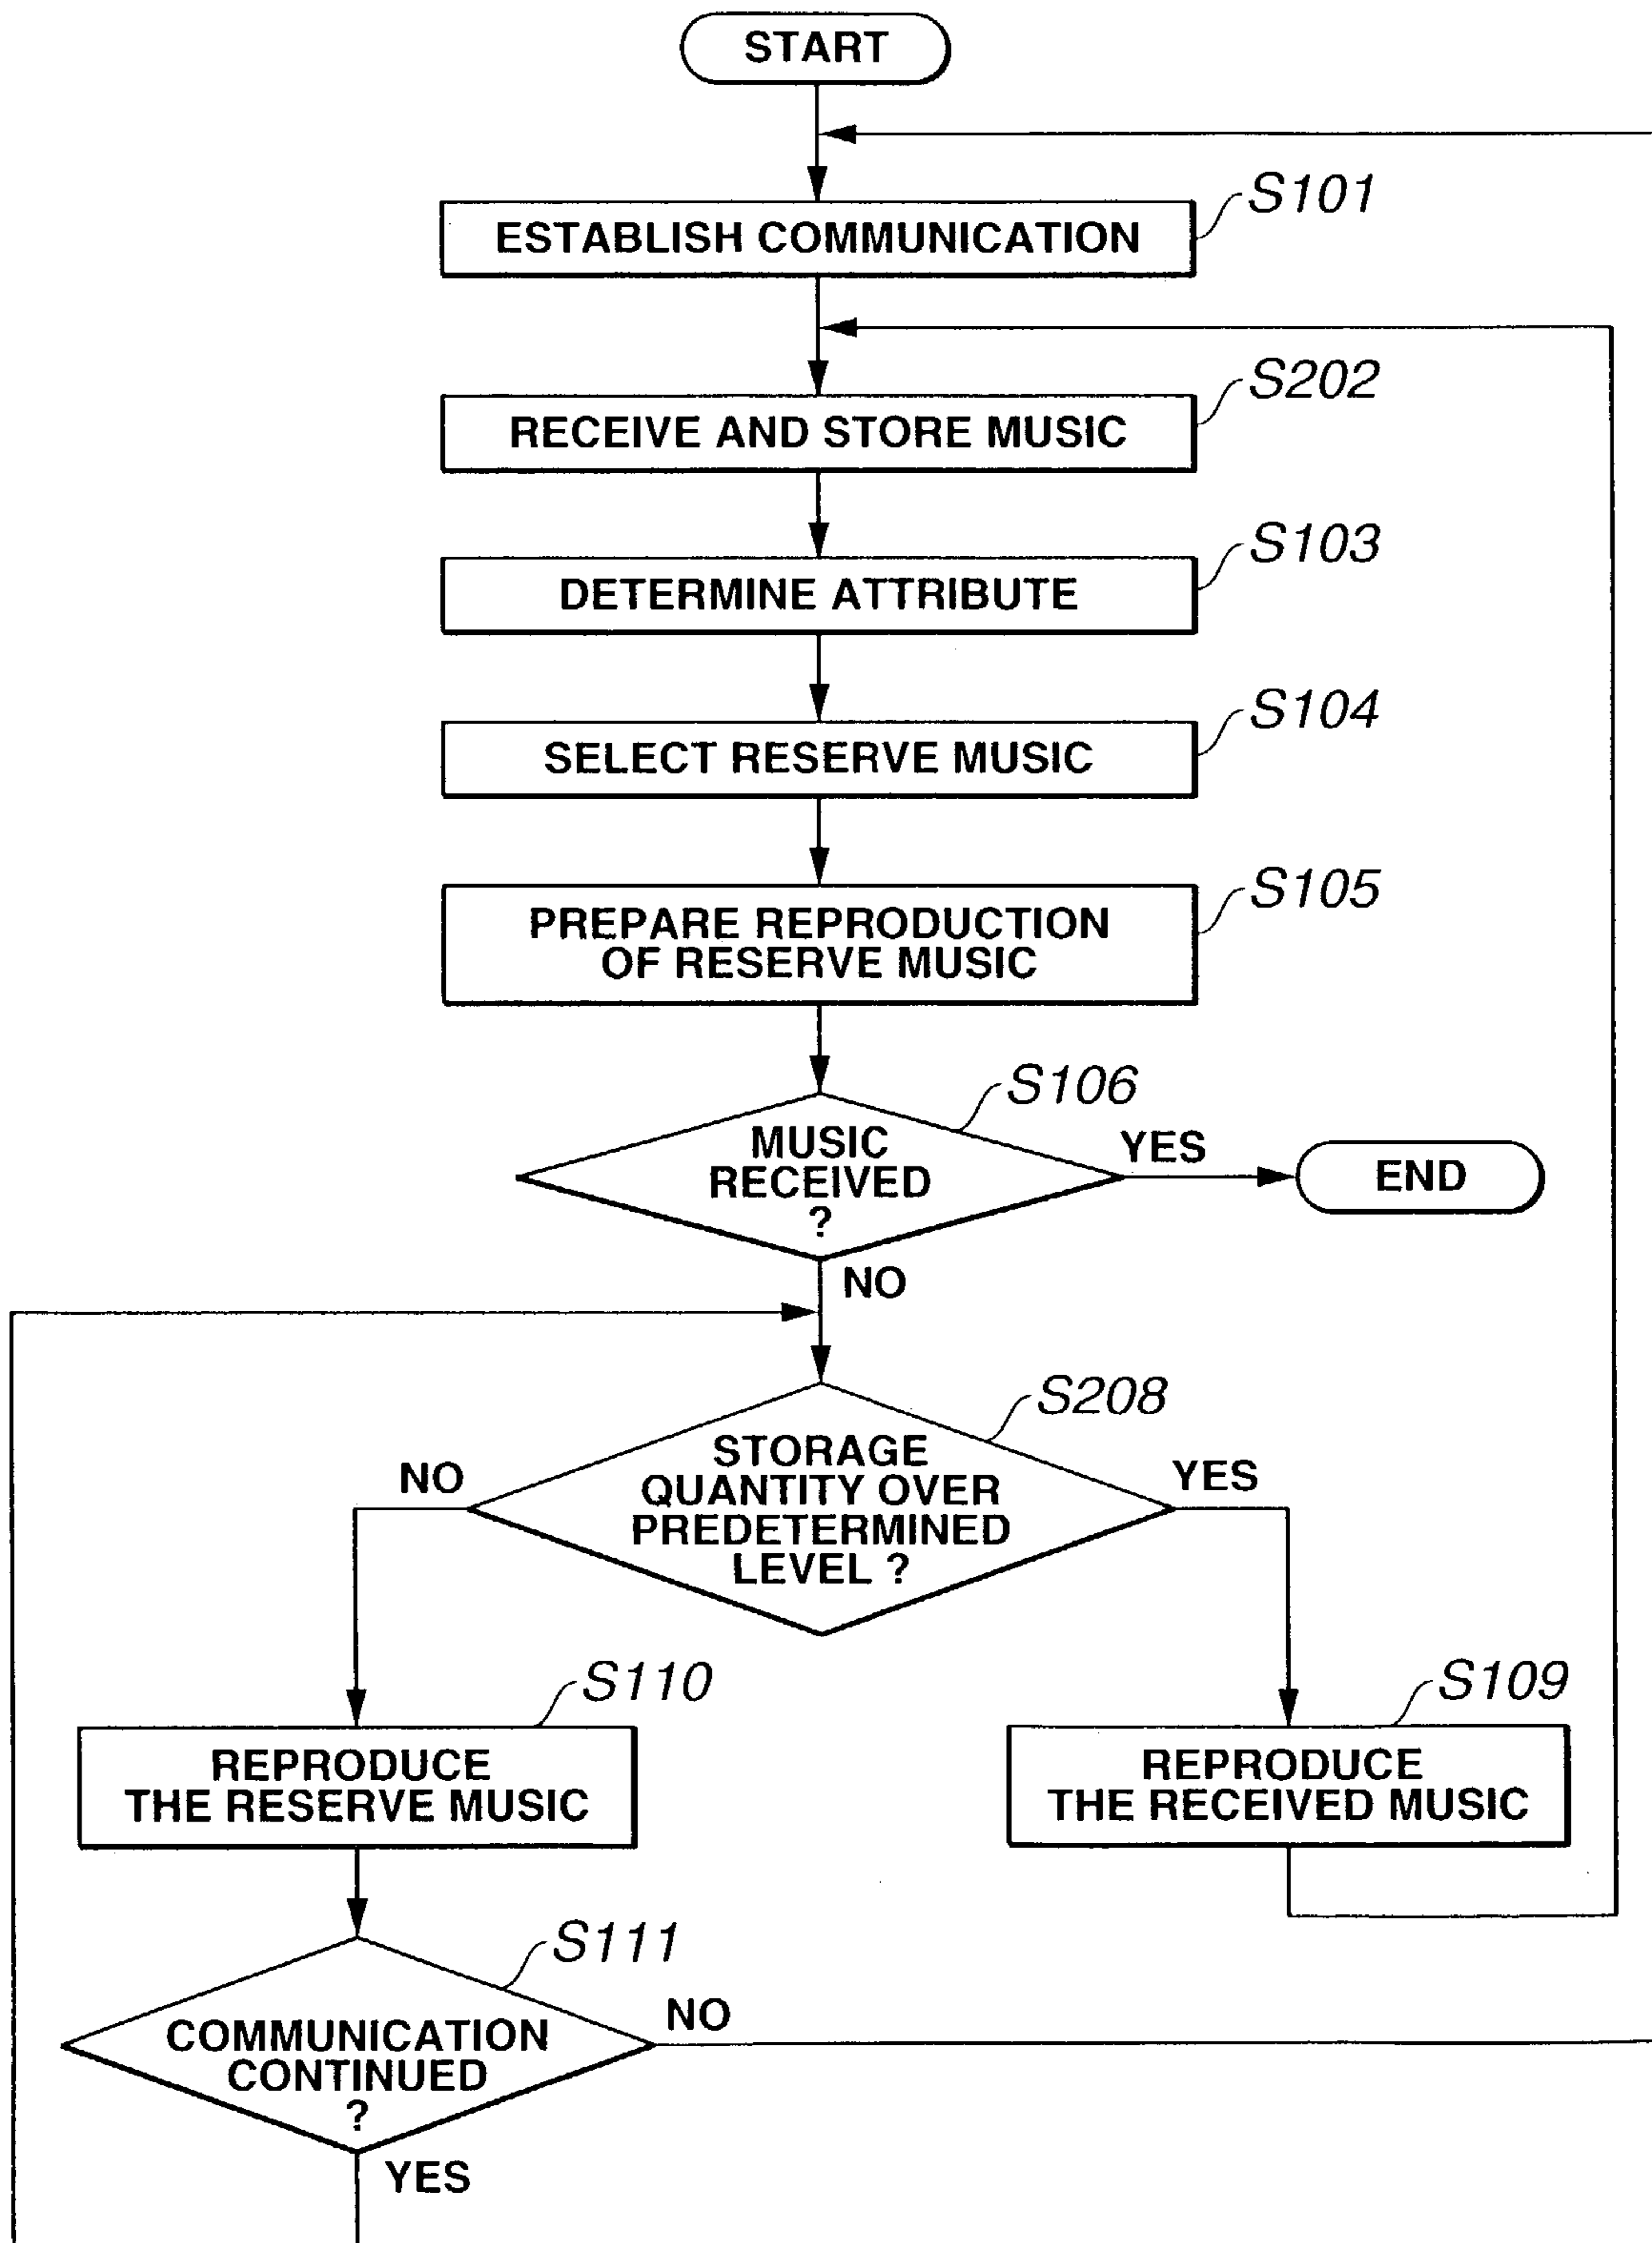 START
S101
ESTABLISH COMMUNICATION
S202
RECEIVE AND STORE MUSIC
S103
DETERMINE ATTRIBUTE
S104
SELECT RESERVE MUSIC
S105
PREPARE REPRODUCTION
OF RESERVE MUSIC
S106
MUSIC
RECEIVED
?
YES
END
NO
S208
STORAGE
QUANTITY OVER
PREDETERMINED
LEVEL ?
NO
YES
S110
REPRODUCE
THE RESERVE MUSIC
S109
REPRODUCE
THE RECEIVED MUSIC
S111
COMMUNICATION
CONTINUED
?
NO
YES